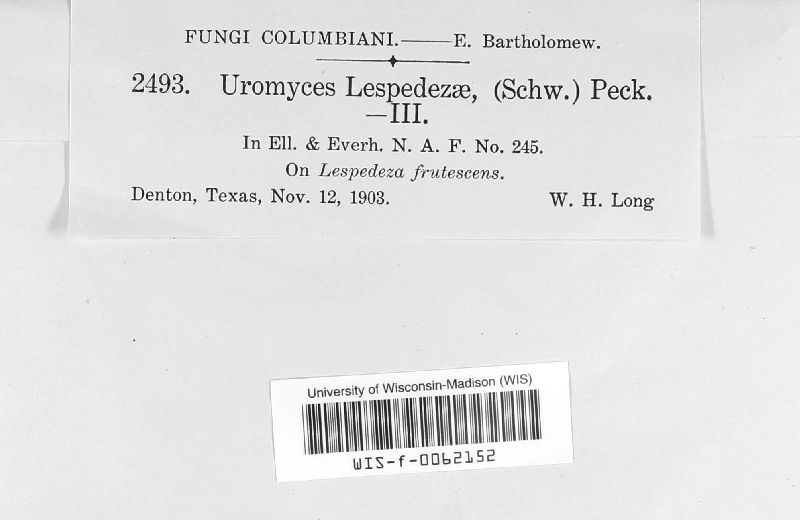 FUNGI COLUMBIANI.——E. Bartholomew.
2493. Uromyces Lespedezæ, (Schw.) Peck.
—III.
In Ell. & Everh. N. A. F. No. 245.
On Lespedeza frutescens.
Denton, Texas, Nov. 12, 1903. W. H. Long
University of Wisconsin-Madison (WIS)
WIS-f-0062152